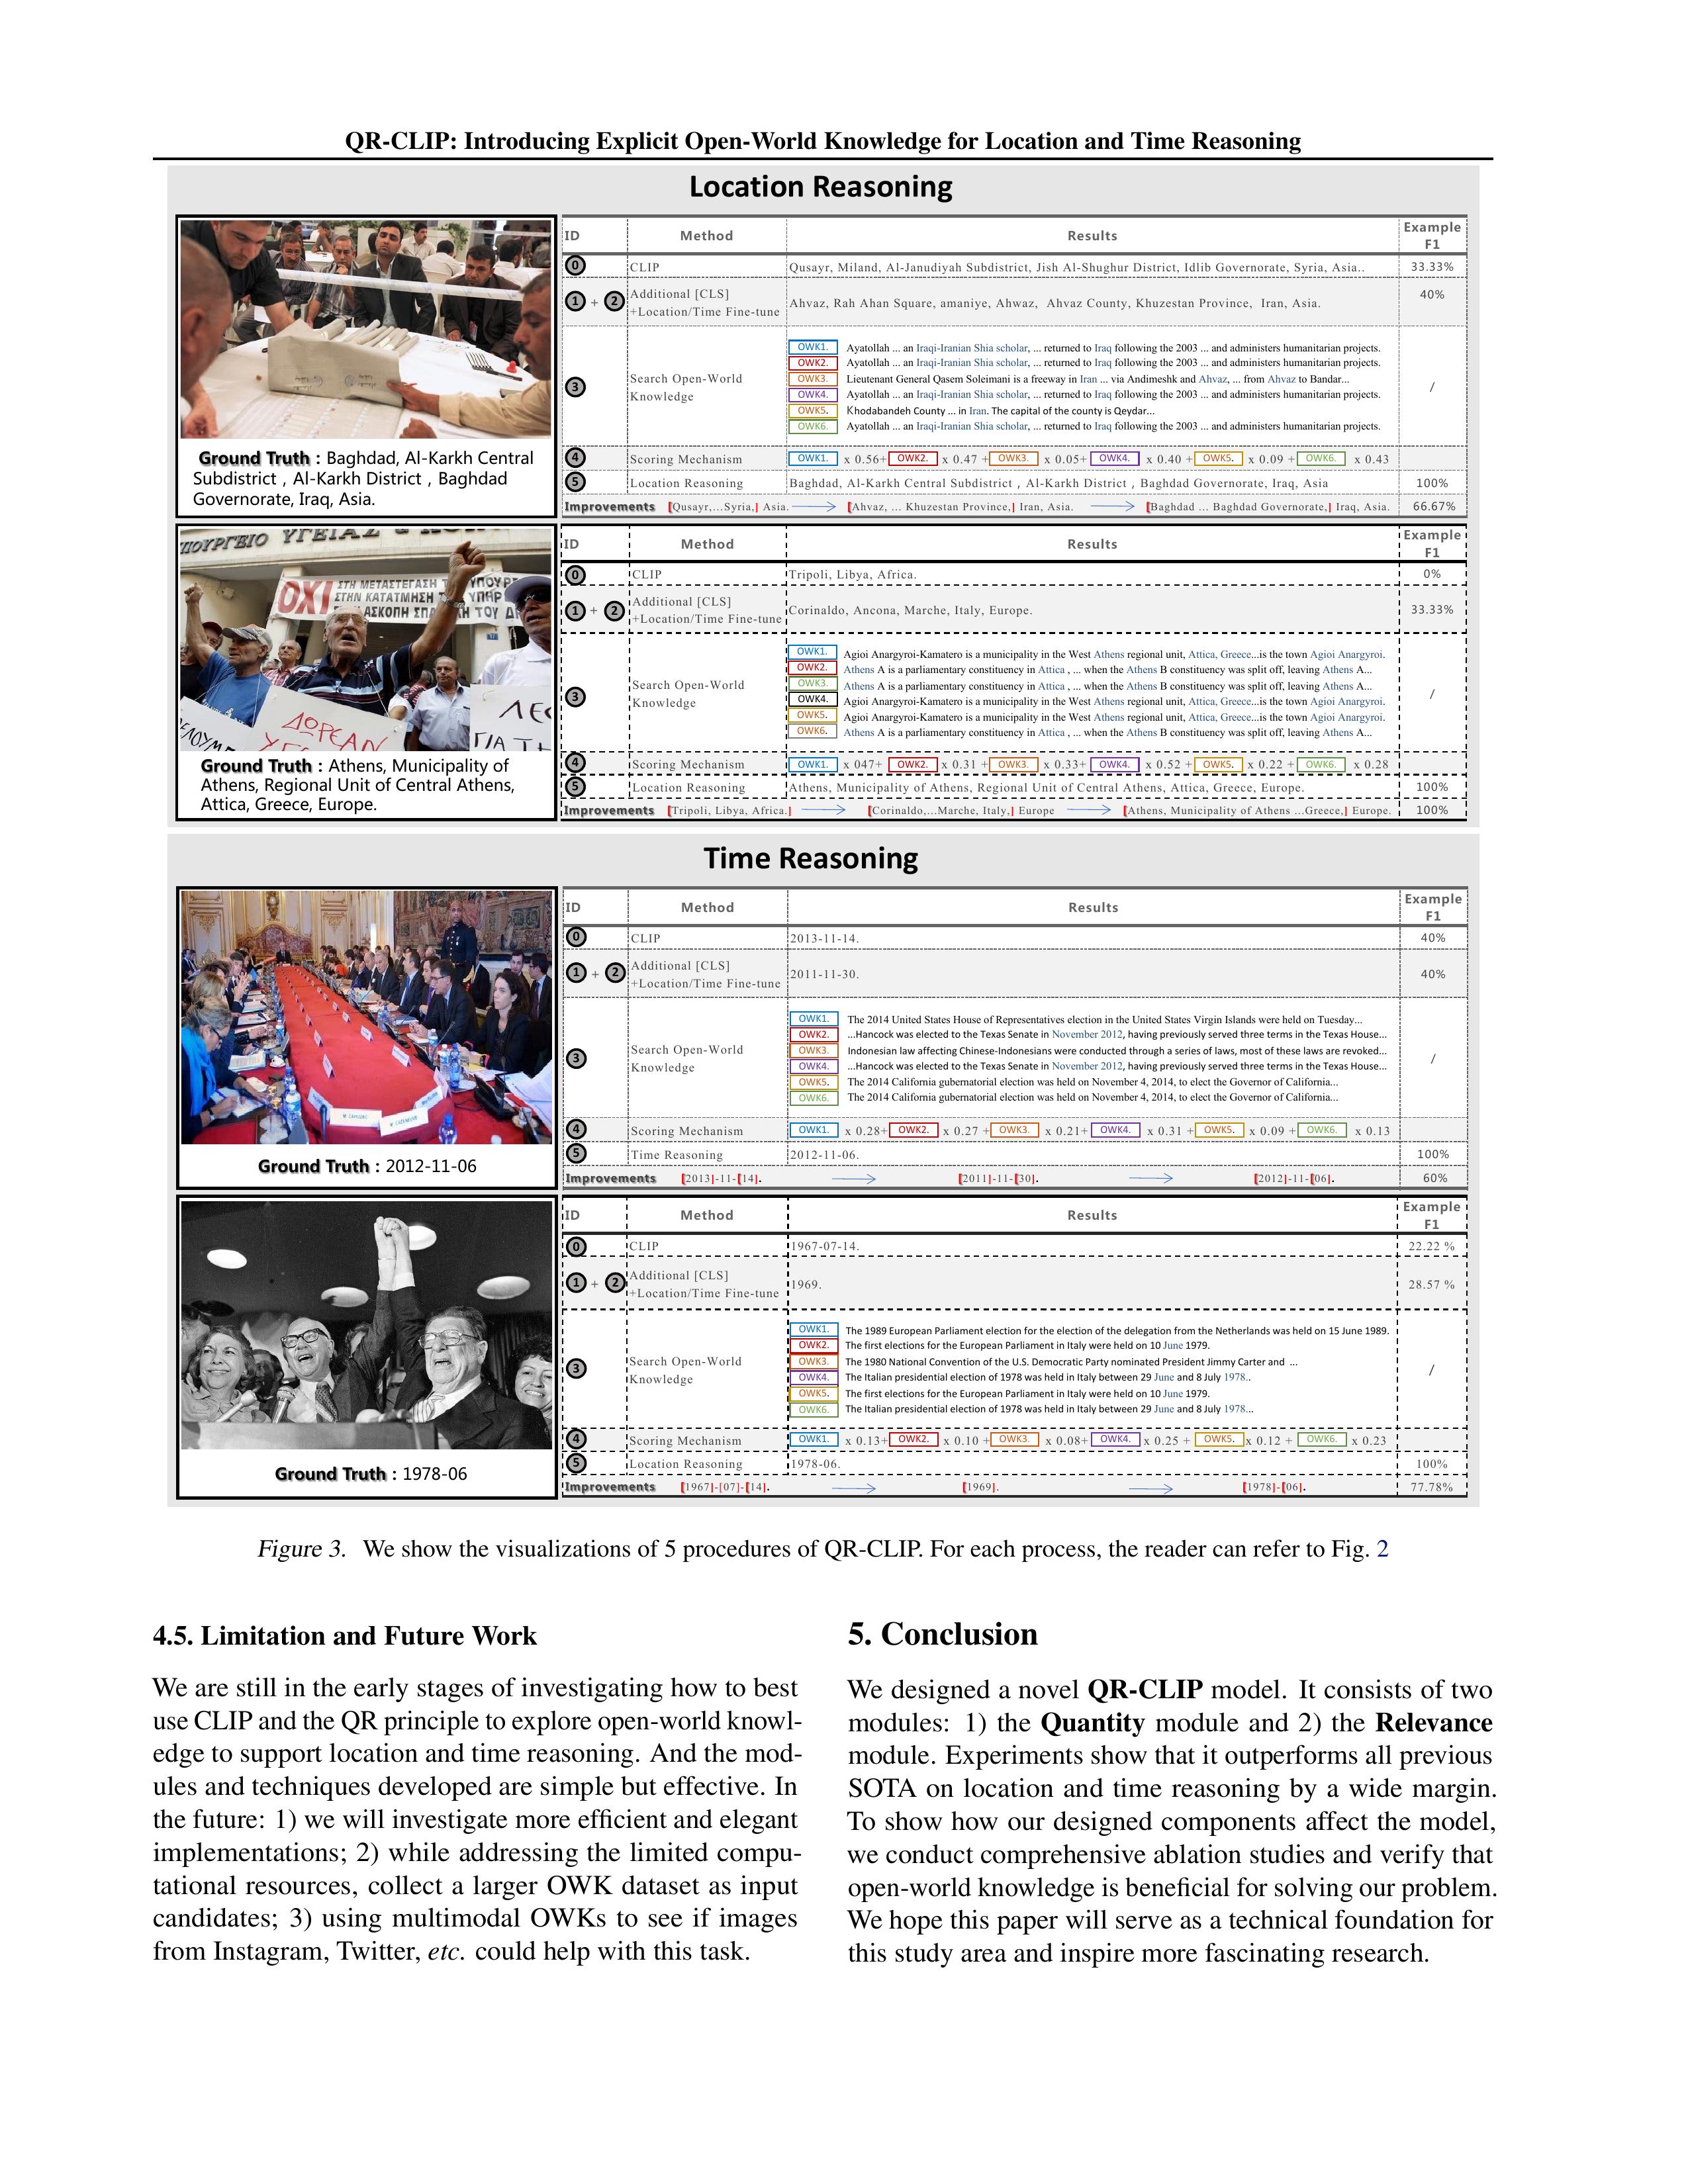 QR-CLIP: Introducing Explicit Open-World Knowledge for Location and Time Reasoning
Location Reasoning
Ground Truth : Baghdad, Al-Karkh Central
Subdistrict , Al-Karkh District , Baghdad
Governorate, Iraq, Asia.
ID Method Results Example F1
0 CLIP Qusayr, Miland, Al-Janudiyah Subdistrict, Jish Al-Shughur District, Idlib Governorate, Syria, Asia.. 33.33%
1 + 2 Additional [CLS] +Location/Time Fine-tune Ahvaz, Rah Ahan Square, amaniye, Ahwaz, Ahvaz County, Khuzestan Province, Iran, Asia. 40%
3 Search Open-World Knowledge /
OWK1. Ayatollah ... an Iraqi-Iranian Shia scholar, ... returned to Iraq following the 2003 ... and administers humanitarian projects.
OWK2. Ayatollah ... an Iraqi-Iranian Shia scholar, ... returned to Iraq following the 2003 ... and administers humanitarian projects.
OWK3. Lieutenant General Qasem Soleimani is a freeway in Iran ... via Andimeshk and Ahvaz, ... from Ahvaz to Bandar...
OWK4. Ayatollah ... an Iraqi-Iranian Shia scholar, ... returned to Iraq following the 2003 ... and administers humanitarian projects.
OWK5. Khodabandeh County ... in Iran. The capital of the county is Qeydar...
OWK6. Ayatollah ... an Iraqi-Iranian Shia scholar, ... returned to Iraq following the 2003 ... and administers humanitarian projects.
4 Scoring Mechanism OWK1. x 0.56+ OWK2. x 0.47 + OWK3. x 0.05+ OWK4. x 0.40 + OWK5. x 0.09 + OWK6. x 0.43
5 Location Reasoning Baghdad, Al-Karkh Central Subdistrict , Al-Karkh District , Baghdad Governorate, Iraq, Asia 100%
Improvements [Qusayr,...Syria,] Asia. [Ahvaz, ... Khuzestan Province,] Iran, Asia. [Baghdad ... Baghdad Governorate,] Iraq, Asia. 66.67%
ΠΟΥΡΓΕΙΟ ΥΓΕΙΑΣ
ΟΧΙ ΣΤΗ ΜΕΤΑΣΤΕΓΑΣΗ
ΣΤΗΝ ΚΑΤΑΤΜΗΣΗ
ΤΟΥ
ΔΩΡΕΑΝ
ΓΙΑ
Ground Truth : Athens, Municipality of
Athens, Regional Unit of Central Athens,
Attica, Greece, Europe.
ID Method Results Example F1
0 CLIP Tripoli, Libya, Africa. 0%
1 + 2 Additional [CLS] +Location/Time Fine-tune Corinaldo, Ancona, Marche, Italy, Europe. 33.33%
3 Search Open-World Knowledge /
OWK1. Agioi Anargyroi-Kamatero is a municipality in the West Athens regional unit, Attica, Greece...is the town Agioi Anargyroi.
OWK2. Athens A is a parliamentary constituency in Attica , ... when the Athens B constituency was split off, leaving Athens A...
OWK3. Athens A is a parliamentary constituency in Attica , ... when the Athens B constituency was split off, leaving Athens A...
OWK4. Agioi Anargyroi-Kamatero is a municipality in the West Athens regional unit, Attica, Greece...is the town Agioi Anargyroi.
OWK5. Agioi Anargyroi-Kamatero is a municipality in the West Athens regional unit, Attica, Greece...is the town Agioi Anargyroi.
OWK6. Athens A is a parliamentary constituency in Attica , ... when the Athens B constituency was split off, leaving Athens A...
4 Scoring Mechanism OWK1. x 047+ OWK2. x 0.31 + OWK3. x 0.33+ OWK4. x 0.52 + OWK5. x 0.22 + OWK6. x 0.28
5 Location Reasoning Athens, Municipality of Athens, Regional Unit of Central Athens, Attica, Greece, Europe. 100%
Improvements [Tripoli, Libya, Africa.] [Corinaldo,...Marche, Italy,] Europe [Athens, Municipality of Athens ...Greece,] Europe. 100%
Time Reasoning
Ground Truth : 2012-11-06
ID Method Results Example F1
0 CLIP 2013-11-14. 40%
1 + 2 Additional [CLS] +Location/Time Fine-tune 2011-11-30. 40%
3 Search Open-World Knowledge /
OWK1. The 2014 United States House of Representatives election in the United States Virgin Islands were held on Tuesday...
OWK2. ...Hancock was elected to the Texas Senate in November 2012, having previously served three terms in the Texas House...
OWK3. Indonesian law affecting Chinese-Indonesians were conducted through a series of laws, most of these laws are revoked...
OWK4. ...Hancock was elected to the Texas Senate in November 2012, having previously served three terms in the Texas House...
OWK5. The 2014 California gubernatorial election was held on November 4, 2014, to elect the Governor of California...
OWK6. The 2014 California gubernatorial election was held on November 4, 2014, to elect the Governor of California...
4 Scoring Mechanism OWK1. x 0.28+ OWK2. x 0.27 + OWK3. x 0.21+ OWK4. x 0.31 + OWK5. x 0.09 + OWK6. x 0.13
5 Time Reasoning 2012-11-06. 100%
Improvements [2013]-11-[14]. [2011]-11-[30]. [2012]-11-[06]. 60%
Ground Truth : 1978-06
ID Method Results Example F1
0 CLIP 1967-07-14. 22.22 %
1 + 2 Additional [CLS] +Location/Time Fine-tune 1969. 28.57 %
3 Search Open-World Knowledge /
OWK1. The 1989 European Parliament election for the election of the delegation from the Netherlands was held on 15 June 1989.
OWK2. The first elections for the European Parliament in Italy were held on 10 June 1979.
OWK3. The 1980 National Convention of the U.S. Democratic Party nominated President Jimmy Carter and ...
OWK4. The Italian presidential election of 1978 was held in Italy between 29 June and 8 July 1978..
OWK5. The first elections for the European Parliament in Italy were held on 10 June 1979.
OWK6. The Italian presidential election of 1978 was held in Italy between 29 June and 8 July 1978...
4 Scoring Mechanism OWK1. x 0.13+ OWK2. x 0.10 + OWK3. x 0.08+ OWK4. x 0.25 + OWK5. x 0.12 + OWK6. x 0.23
5 Location Reasoning 1978-06. 100%
Improvements [1967]-[07]-[14]. [1969]. [1978]-[06]. 77.78%
Figure 3. We show the visualizations of 5 procedures of QR-CLIP. For each process, the reader can refer to Fig. 2
4.5. Limitation and Future Work
We are still in the early stages of investigating how to best
use CLIP and the QR principle to explore open-world knowl-
edge to support location and time reasoning. And the mod-
ules and techniques developed are simple but effective. In
the future: 1) we will investigate more efficient and elegant
implementations; 2) while addressing the limited compu-
tational resources, collect a larger OWK dataset as input
candidates; 3) using multimodal OWKs to see if images
from Instagram, Twitter, etc. could help with this task.
5. Conclusion
We designed a novel QR-CLIP model. It consists of two
modules: 1) the Quantity module and 2) the Relevance
module. Experiments show that it outperforms all previous
SOTA on location and time reasoning by a wide margin.
To show how our designed components affect the model,
we conduct comprehensive ablation studies and verify that
open-world knowledge is beneficial for solving our problem.
We hope this paper will serve as a technical foundation for
this study area and inspire more fascinating research.